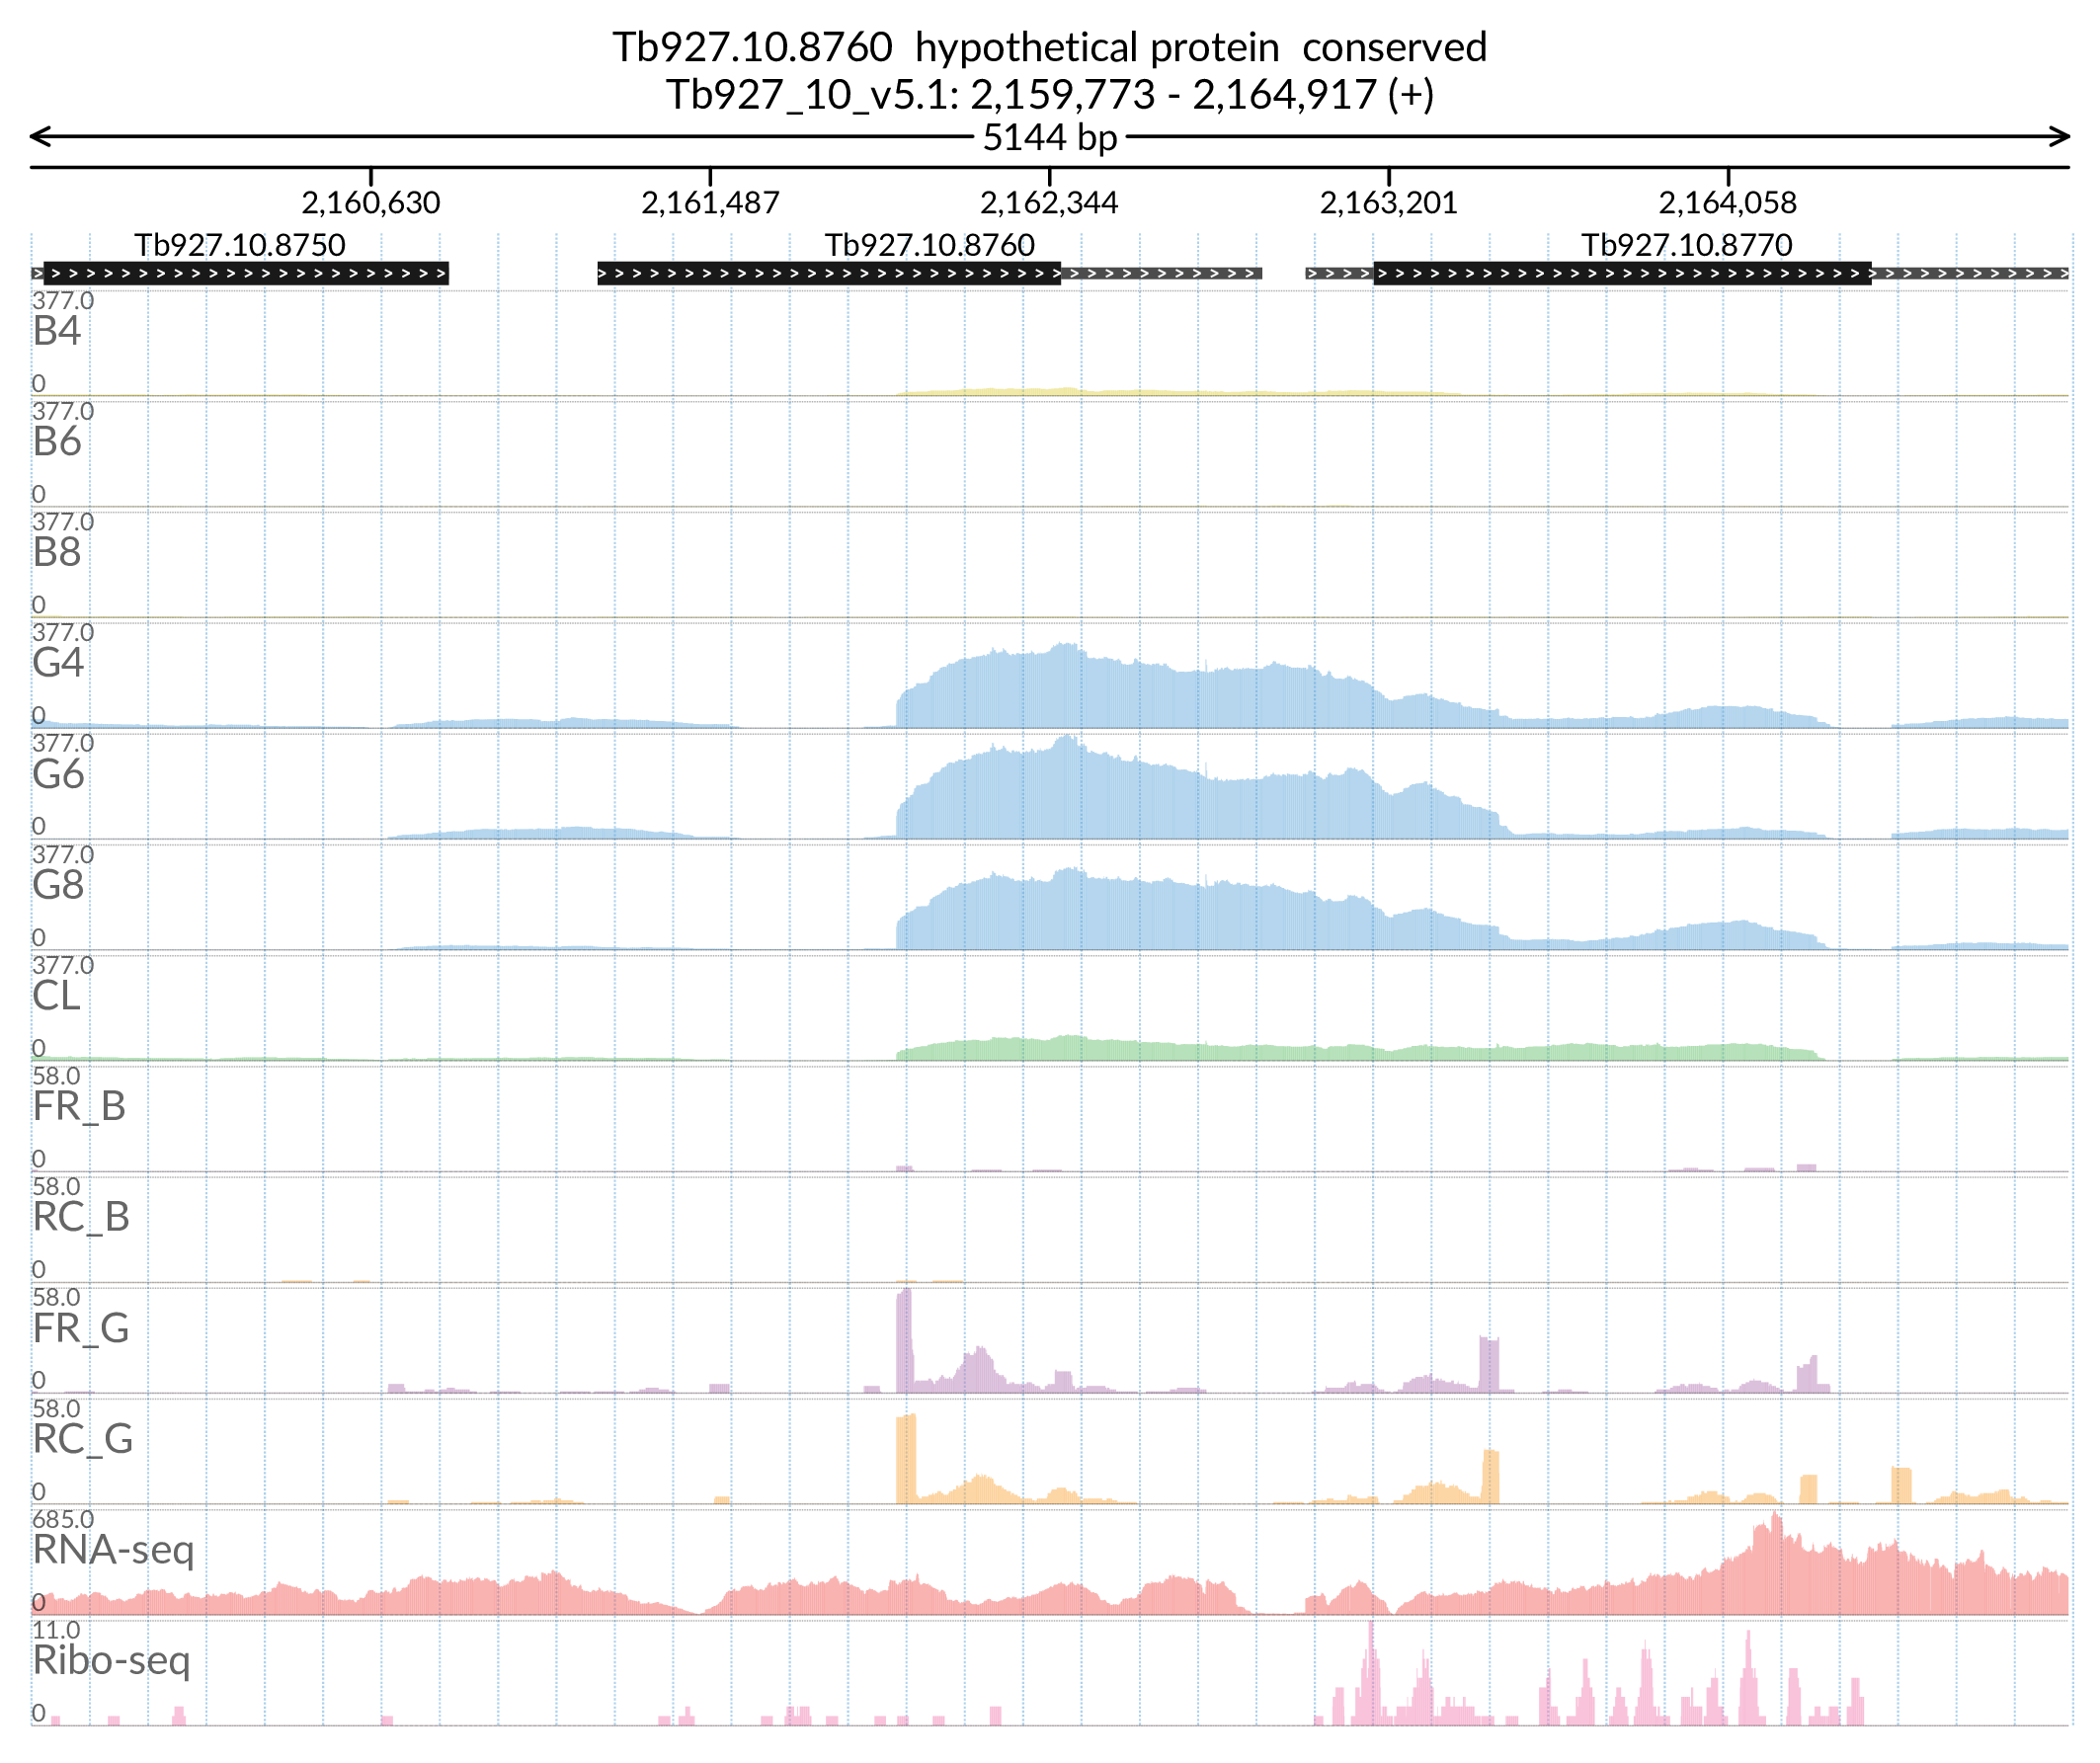 Tb927.10.8760  hypothetical protein  conserved
Tb927_10_v5.1: 2,159,773 - 2,164,917 (+)
5144 bp
2,160,630 2,161,487 2,162,344 2,163,201 2,164,058
Tb927.10.8750 Tb927.10.8760 Tb927.10.8770
377.0
B4
0
377.0
B6
0
377.0
B8
0
377.0
G4
0
377.0
G6
0
377.0
G8
0
377.0
CL
0
58.0
FR_B
0
58.0
RC_B
0
58.0
FR_G
0
58.0
RC_G
0
685.0
RNA-seq
0
11.0
Ribo-seq
0